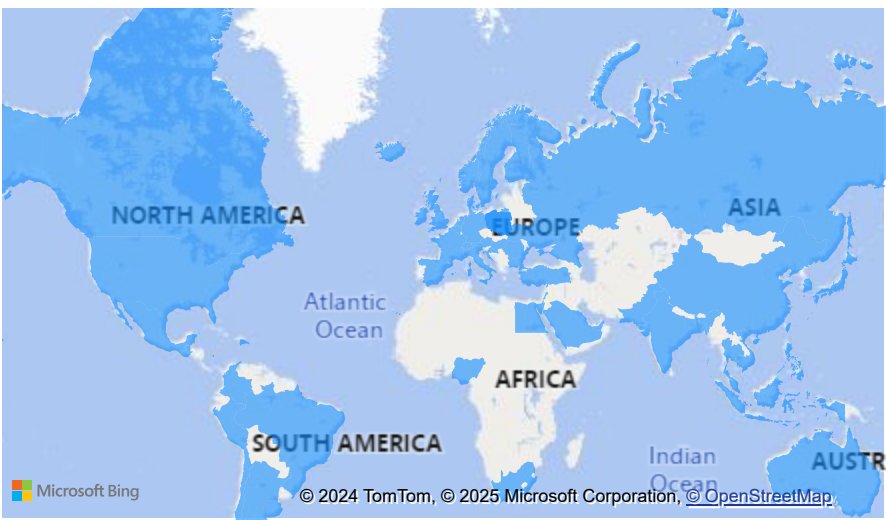 NORTH AMERICA
ASIA
EUROPE
Atlantic
Ocean
AFRICA
SOUTH AMERICA
Indian
Ocean
AUSTR
Microsoft Bing
© 2024 TomTom, © 2025 Microsoft Corporation, © OpenStreetMap